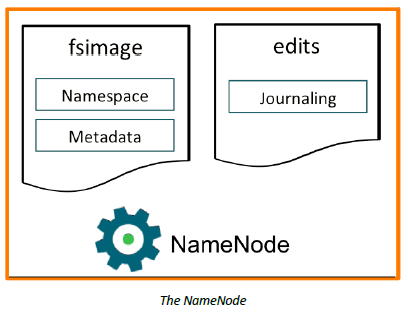 fsimage
Namespace
Metadata
edits
Journaling
NameNode
The NameNode